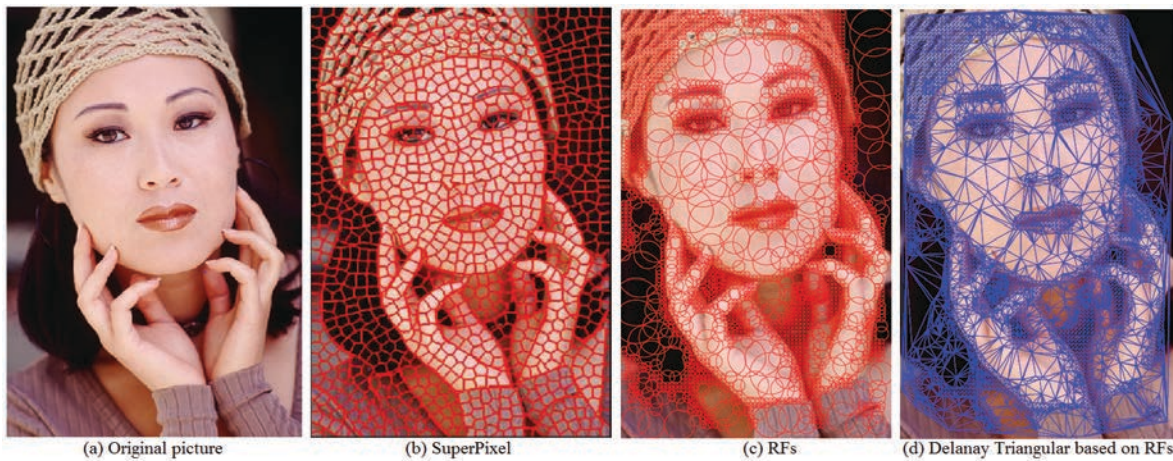 (a) Original picture
(b) SuperPixel
(c) RFs
(d) Delanay Triangular based on RFs